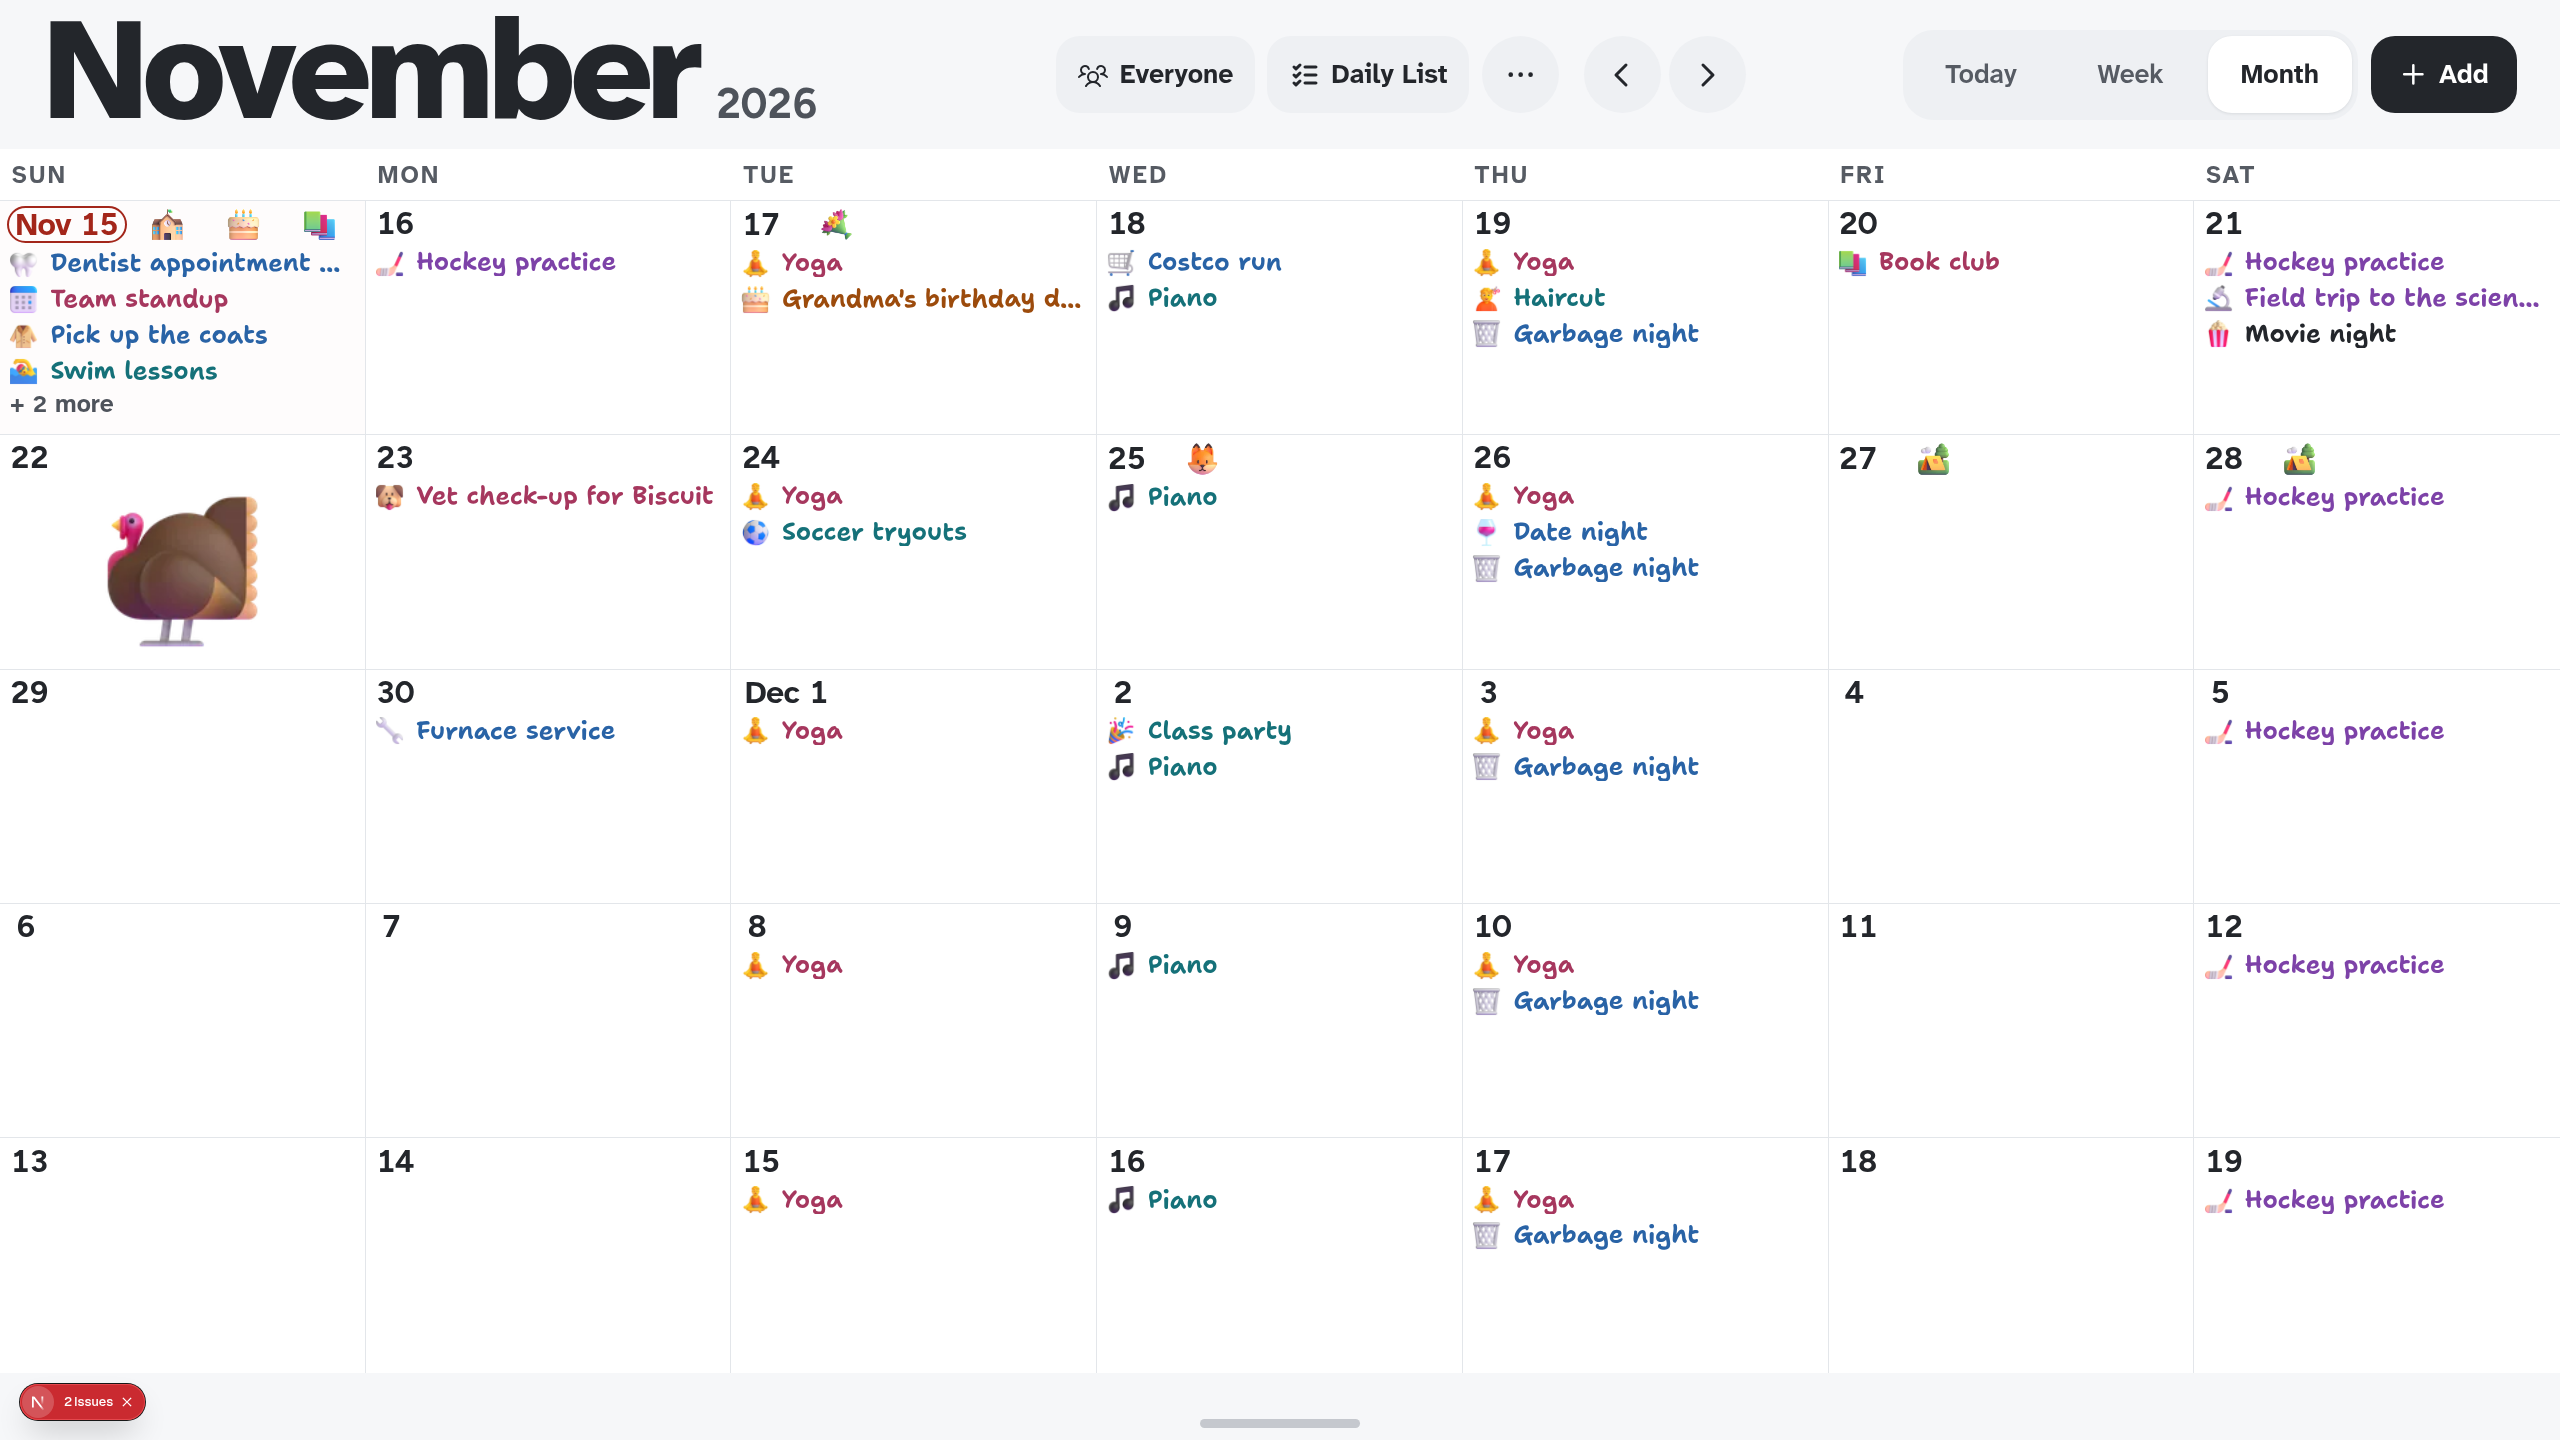 November 2026
Everyone
Daily List
Today
Week
Month
+ Add
SUN MON TUE WED THU FRI SAT
Nov 15
Dentist appointment ...
Team standup
Pick up the coats
Swim lessons
+ 2 more
16
Hockey practice
17
Yoga
Grandma's birthday d...
18
Costco run
Piano
19
Yoga
Haircut
Garbage night
20
Book club
21
Hockey practice
Field trip to the scien...
Movie night
22
23
Vet check-up for Biscuit
24
Yoga
Soccer tryouts
25
Piano
26
Yoga
Date night
Garbage night
27
28
Hockey practice
29
30
Furnace service
Dec 1
Yoga
2
Class party
Piano
3
Yoga
Garbage night
4
5
Hockey practice
6
7
8
Yoga
9
Piano
10
Yoga
Garbage night
11
12
Hockey practice
13
14
15
Yoga
16
Piano
17
Yoga
Garbage night
18
19
Hockey practice
N 2 Issues